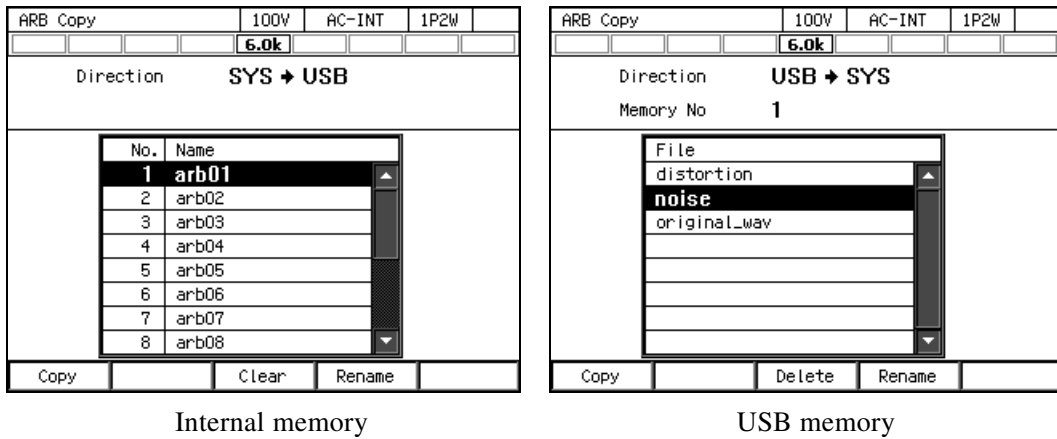 ARB Copy 100V AC-INT 1P2W
6.0k
Direction SYS → USB
No. Name
1 arb01
2 arb02
3 arb03
4 arb04
5 arb05
6 arb06
7 arb07
8 arb08
Copy Clear Rename
Internal memory
ARB Copy 100V AC-INT 1P2W
6.0k
Direction USB → SYS
Memory No 1
File
distortion
noise
original_wav
Copy Delete Rename
USB memory